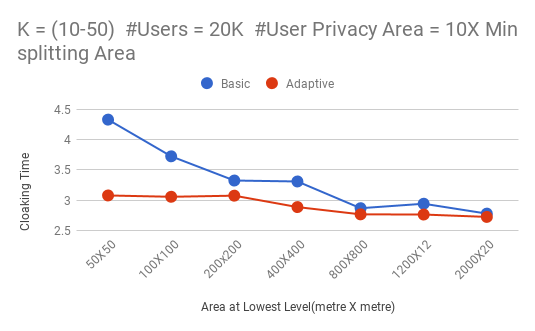 K = (10-50) #Users = 20K #User Privacy Area = 10X Min
splitting Area
Basic Adaptive
4.5
4
3.5
3
2.5
Cloaking Time
50X50 100X100 200X200 400X400 800X800 1200X12 2000X20
Area at Lowest Level(metre X metre)